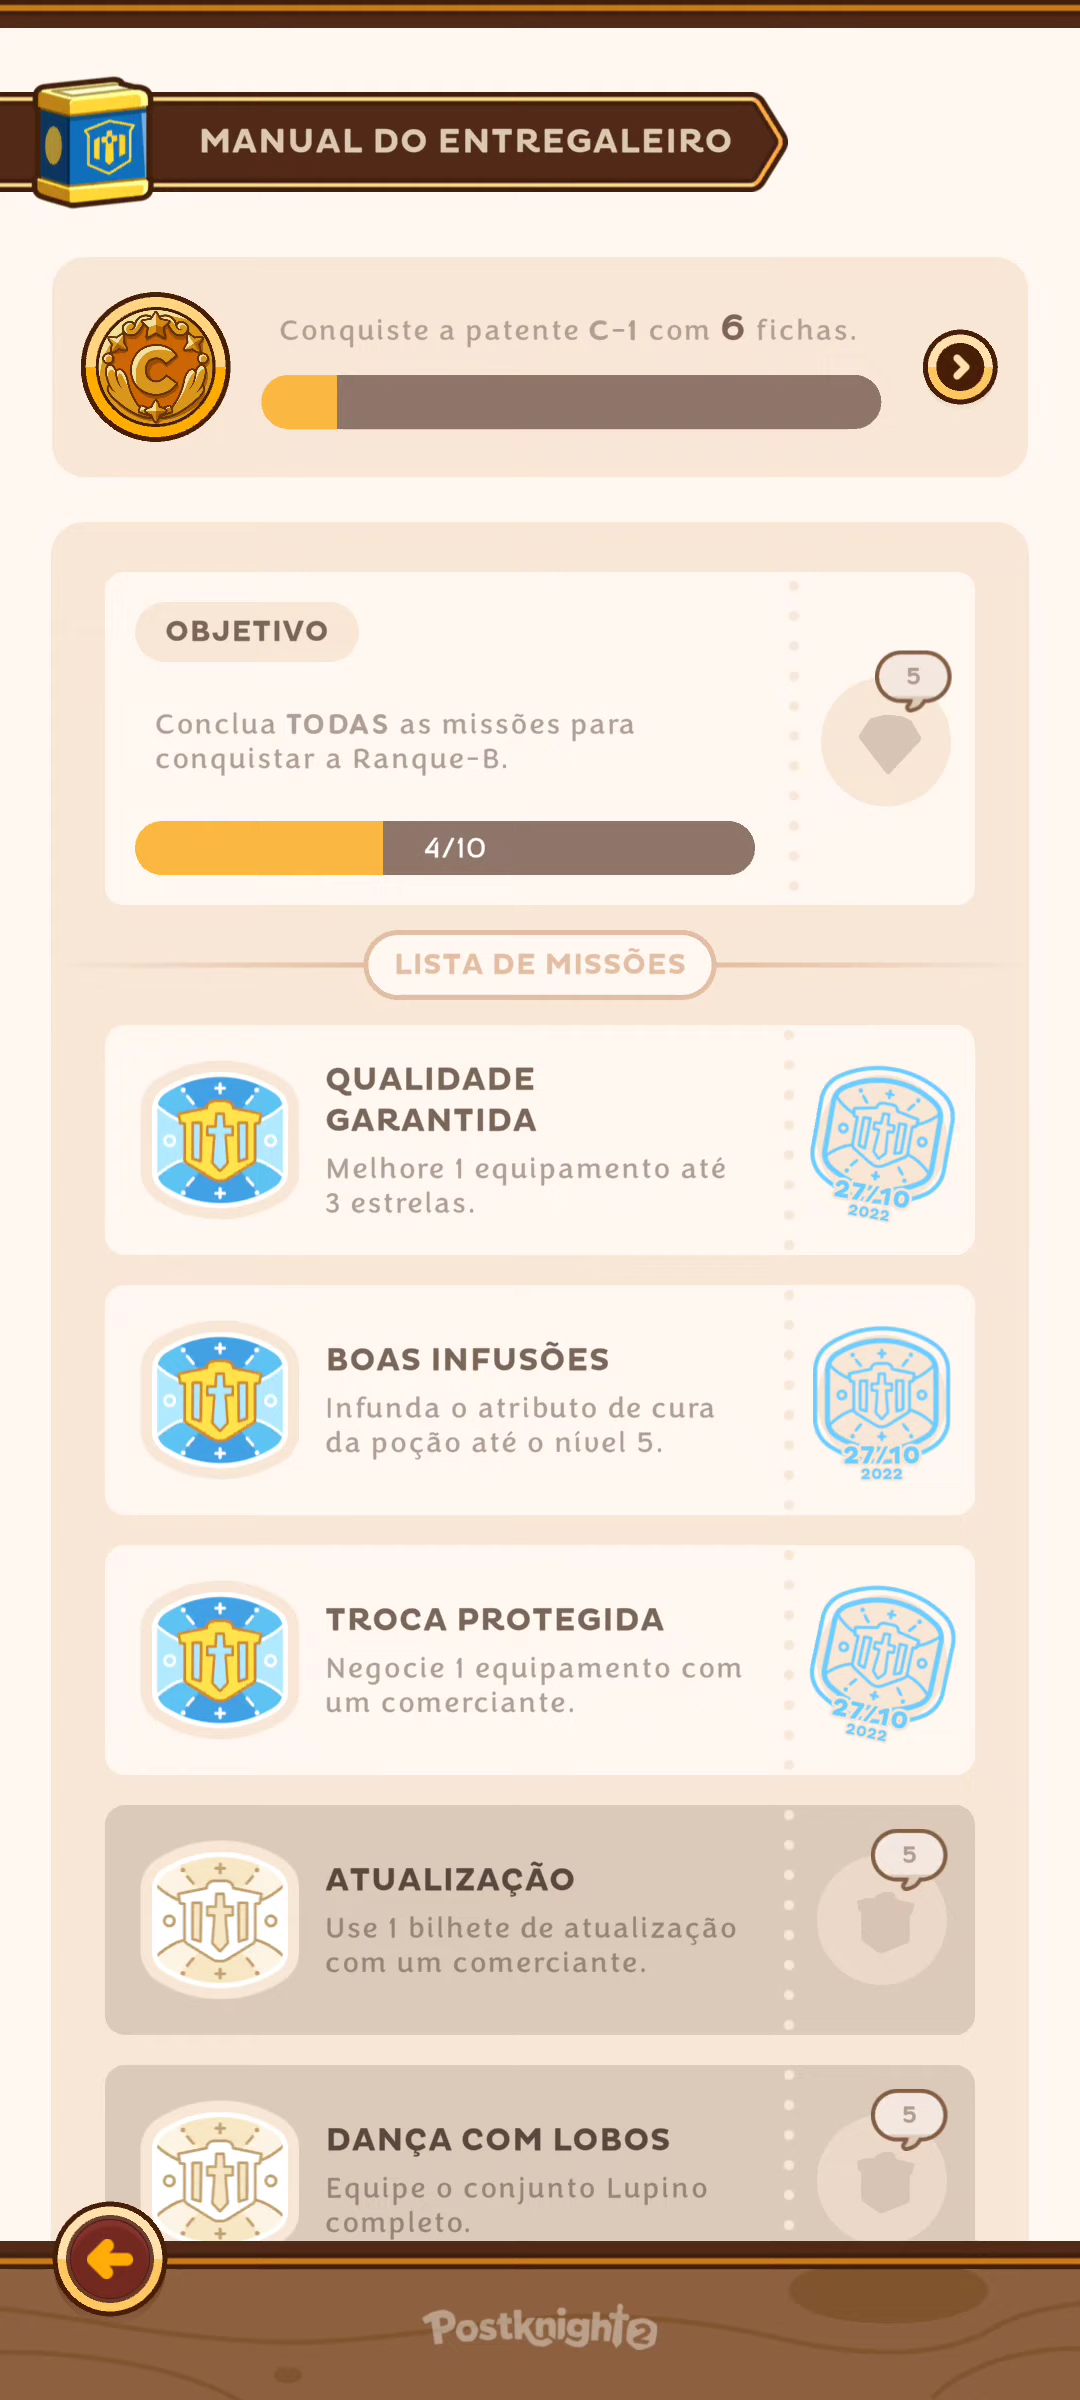 MANUAL DO ENTREGALEIRO
Conquiste a patente C-1 com 6 fichas.
OBJETIVO
5
Conclua TODAS as missões para
conquistar a Ranque-B.
4/10
LISTA DE MISSÕES
QUALIDADE
GARANTIDA
Melhore 1 equipamento até
3 estrelas.
27/10
2022
BOAS INFUSÕES
Infunda o atributo de cura
da poção até o nível 5.
27/10
2022
TROCA PROTEGIDA
Negocie 1 equipamento com
um comerciante.
27/10
2022
ATUALIZAÇÃO
Use 1 bilhete de atualização
com um comerciante.
5
DANÇA COM LOBOS
Equipe o conjunto Lupino
completo.
5
Postknight2